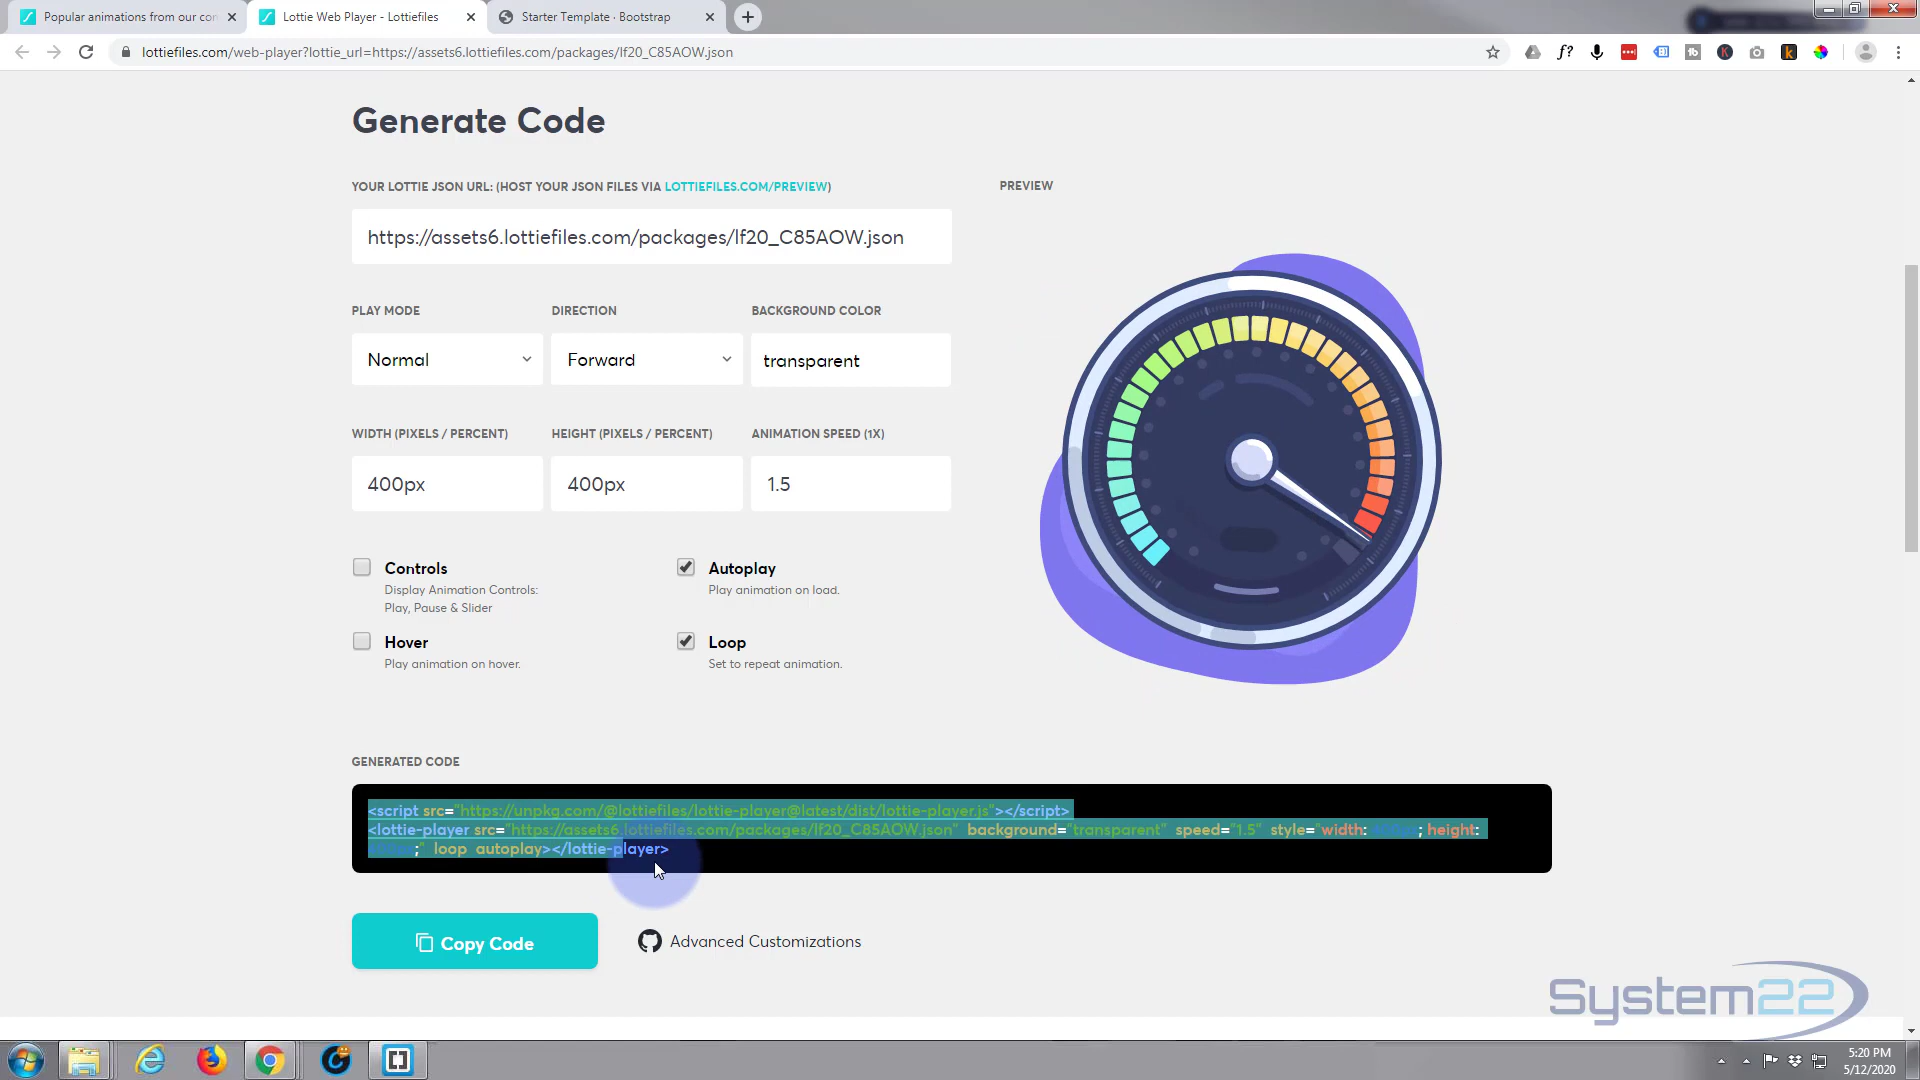 Popular animations from our con
Lottie Web Player - Lottiefiles
Starter Template · Bootstrap
lottiefiles.com/web-player?lottie_url=https://assets6.lottiefiles.com/packages/lf20_C85AOW.json
Generate Code
YOUR LOTTIE JSON URL: (HOST YOUR JSON FILES VIA LOTTIEFILES.COM/PREVIEW)
PREVIEW
https://assets6.lottiefiles.com/packages/lf20_C85AOW.json
PLAY MODE
DIRECTION
BACKGROUND COLOR
Normal
Forward
transparent
WIDTH (PIXELS / PERCENT)
HEIGHT (PIXELS / PERCENT)
ANIMATION SPEED (1X)
400px
400px
1.5
Controls
Display Animation Controls:
Play, Pause & Slider
Autoplay
Play animation on load.
Hover
Play animation on hover.
Loop
Set to repeat animation.
GENERATED CODE
<script src="https://unpkg.com/@lottiefiles/lottie-player@latest/dist/lottie-player.js"></script>
<lottie-player src="https://assets6.lottiefiles.com/packages/lf20_C85AOW.json" background="transparent" speed="1.5" style="width: ; height:
;" loop autoplay></lottie-player>
Copy Code
Advanced Customizations
System22
5:20 PM
5/12/2020